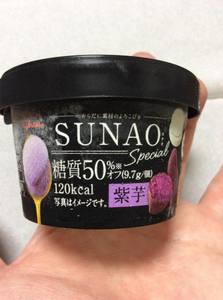 からだに素材のよろこびを
SUNAO
Special
糖質50%※
オフ(9.7g/個)
120kcal
紫芋
写真はイメージです。